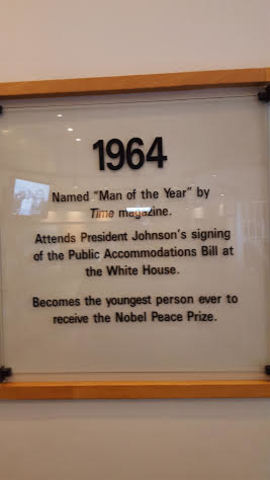 1964
Named "Man of the Year" by
Time magazine.
Attends President Johnson's signing
of the Public Accommodations Bill at
the White House.
Becomes the youngest person ever to
receive the Nobel Peace Prize.